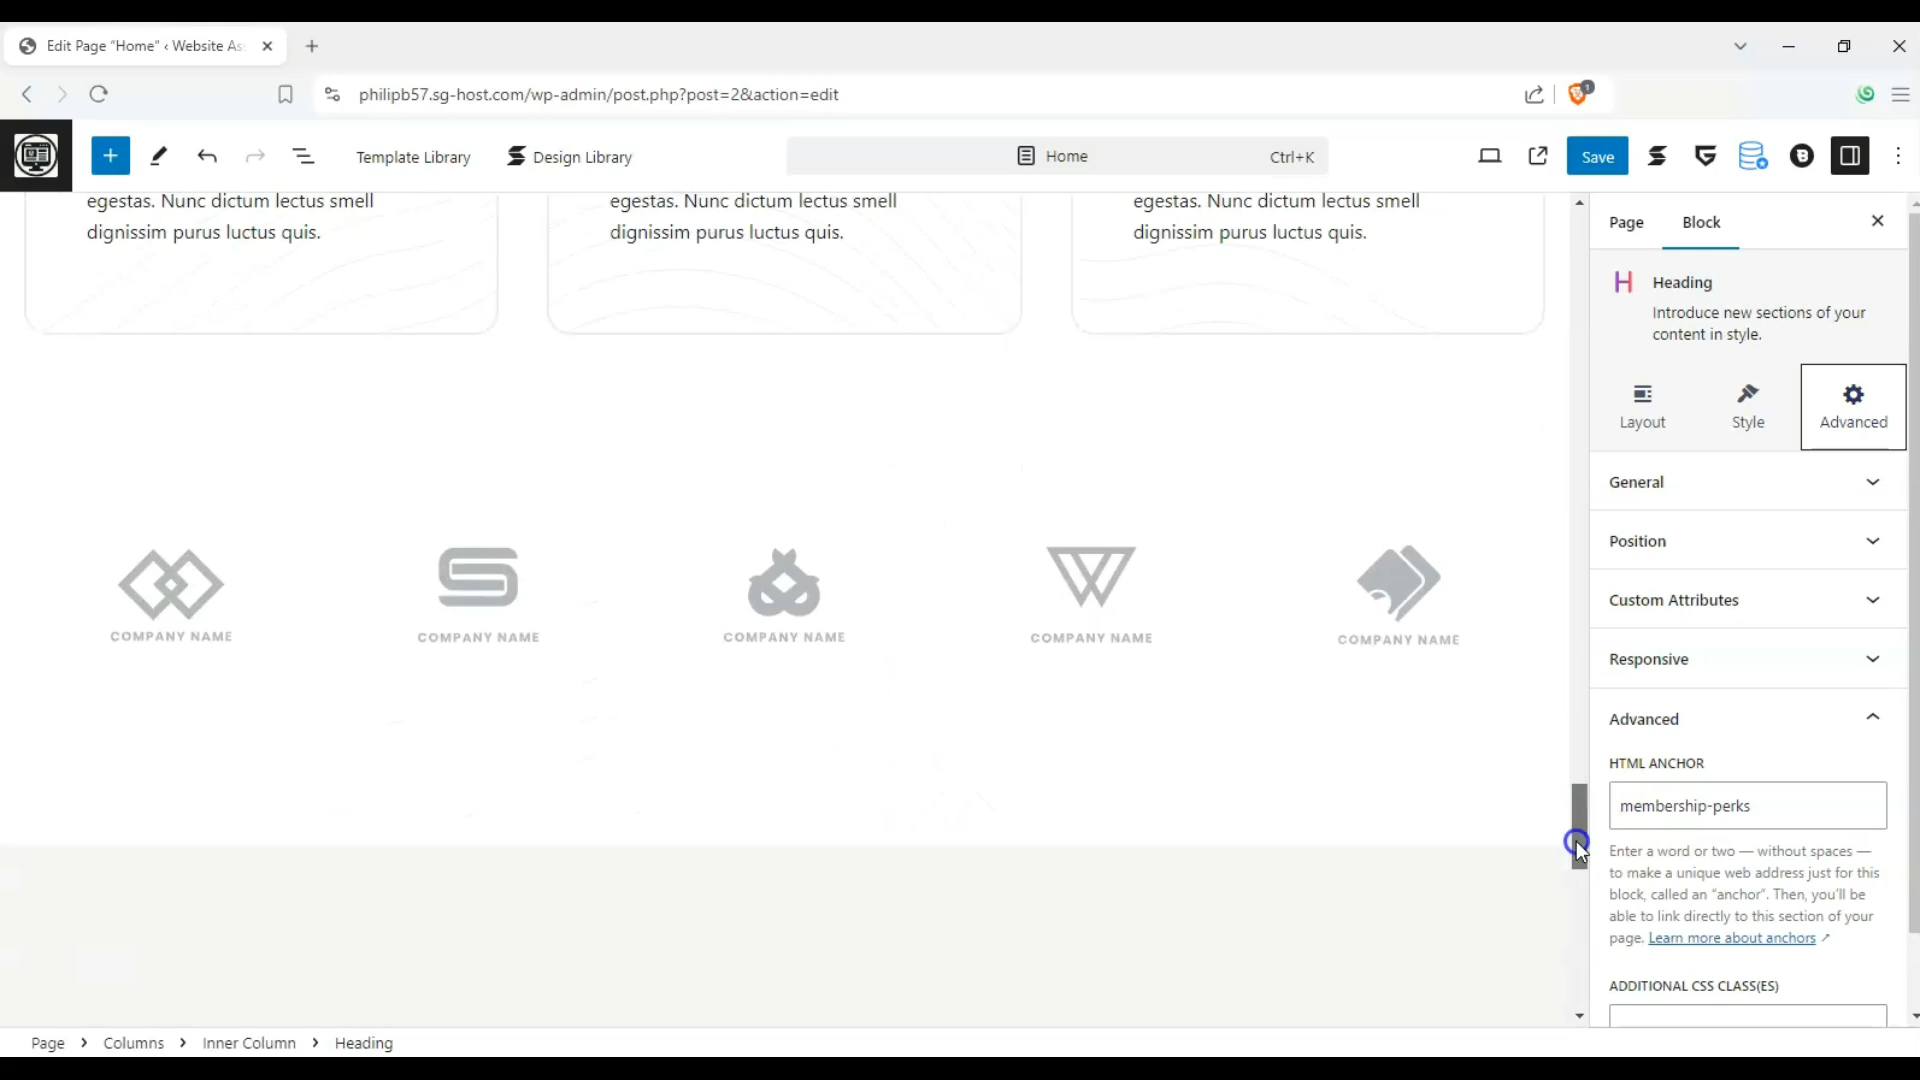 Edit Page "Home" ‹ Website As
philipb57.sg-host.com/wp-admin/post.php?post=2&action=edit
1
Template Library
Design Library
Home
Ctrl+K
Save
egestas. Nunc dictum lectus smell
dignissim purus luctus quis.
egestas. Nunc dictum lectus smell
dignissim purus luctus quis.
egestas. Nunc dictum lectus smell
dignissim purus luctus quis.
COMPANY NAME
COMPANY NAME
COMPANY NAME
COMPANY NAME
COMPANY NAME
Page
Block
Heading
Introduce new sections of your
content in style.
Layout
Style
Advanced
General
Position
Custom Attributes
Responsive
Advanced
HTML ANCHOR
membership-perks
Enter a word or two — without spaces —
to make a unique web address just for this
block, called an "anchor". Then, you'll be
able to link directly to this section of your
page. Learn more about anchors ↗
ADDITIONAL CSS CLASS(ES)
Page › Columns › Inner Column › Heading